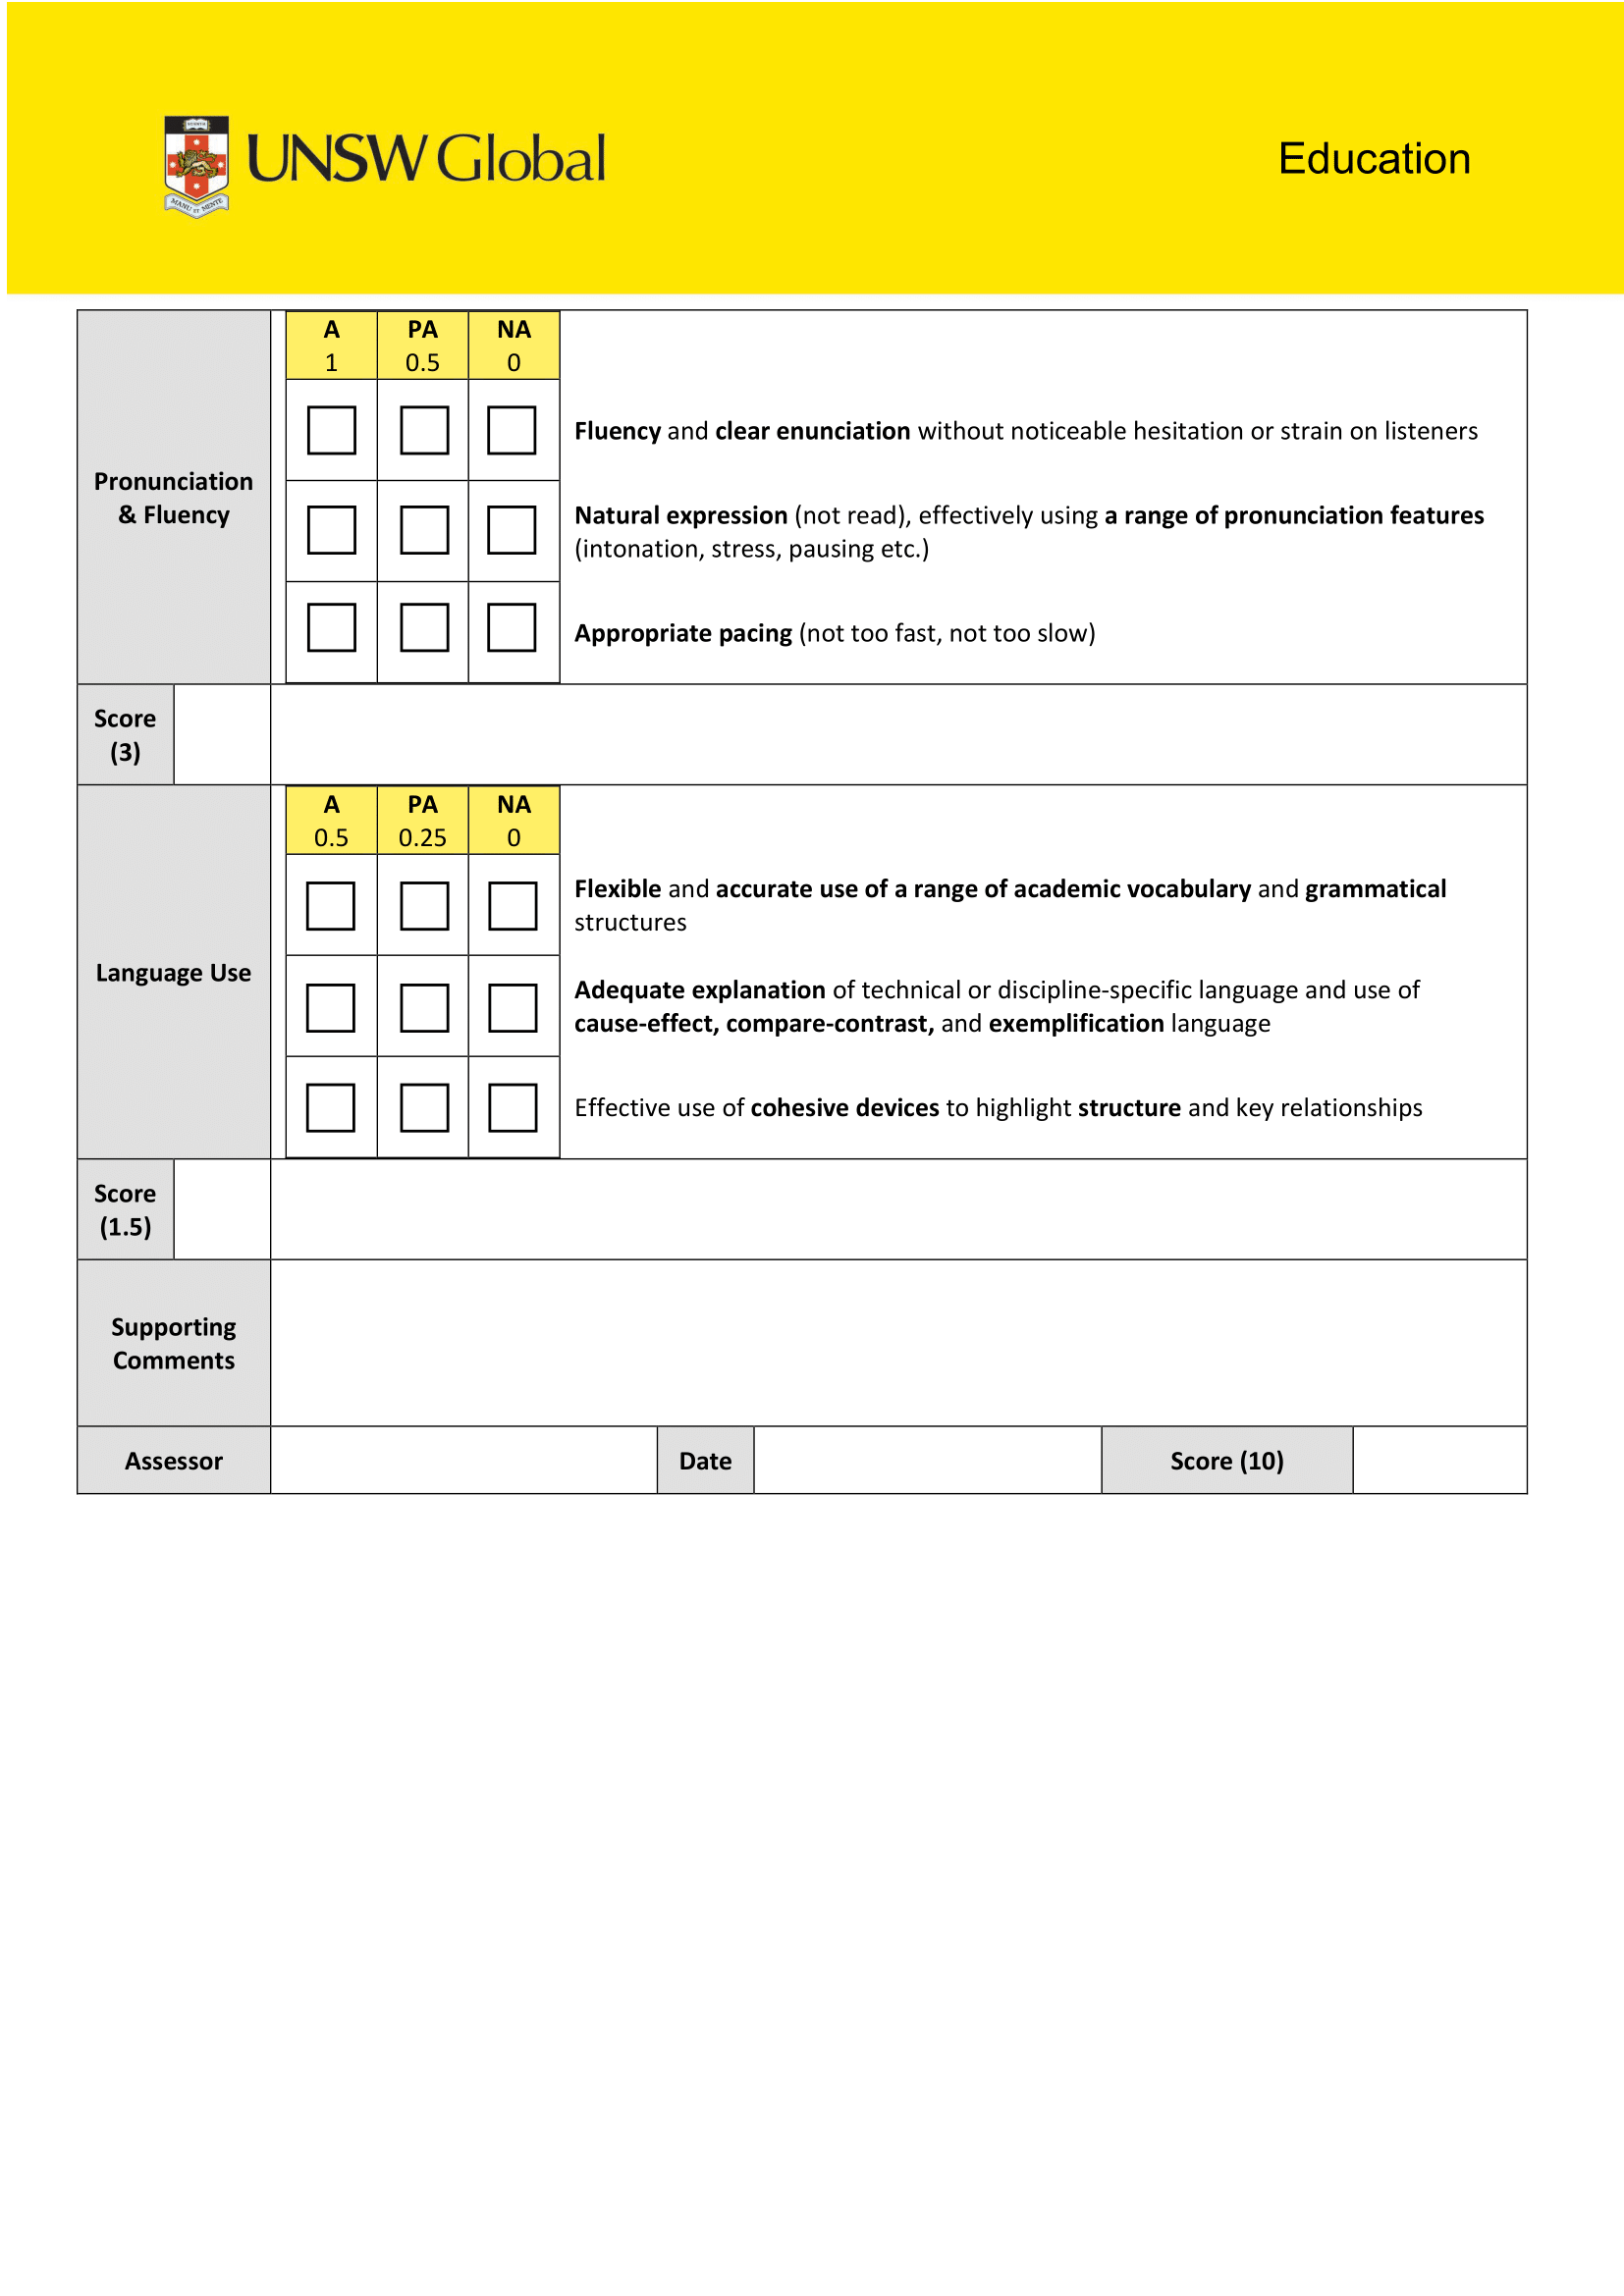 UNSW Global
Education
MANU ET MENTE
A
1
PA
0.5
NA
0
Pronunciation
& Fluency
Fluency and clear enunciation without noticeable hesitation or strain on listeners
Natural expression (not read), effectively using a range of pronunciation features
(intonation, stress, pausing etc.)
Appropriate pacing (not too fast, not too slow)
Score
(3)
A
0.5
PA
0.25
NA
0
Language Use
Flexible and accurate use of a range of academic vocabulary and grammatical
structures
Adequate explanation of technical or discipline-specific language and use of
cause-effect, compare-contrast, and exemplification language
Effective use of cohesive devices to highlight structure and key relationships
Score
(1.5)
Supporting
Comments
Assessor
Date
Score (10)